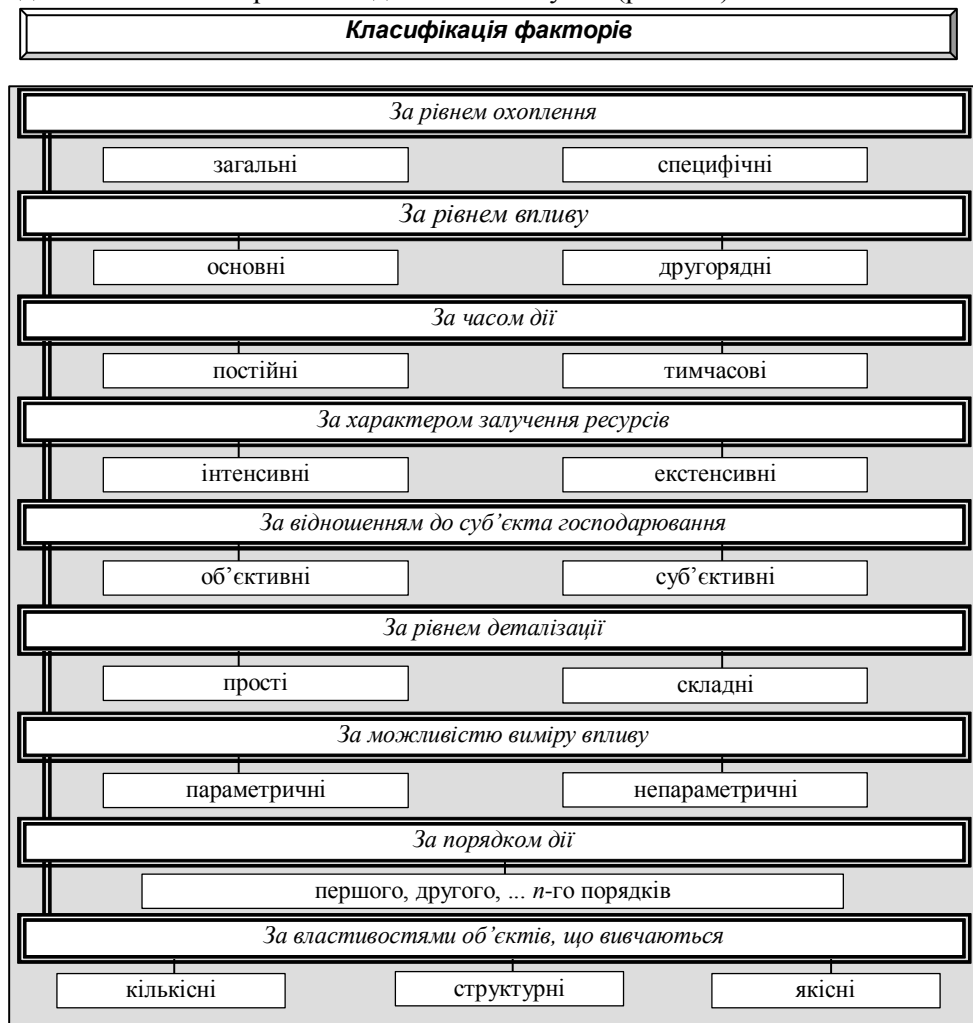 Класифікація факторів
За рівнем охоплення
загальні специфічні
За рівнем впливу
основні другорядні
За часом дії
постійні тимчасові
За характером залучення ресурсів
інтенсивні екстенсивні
За відношенням до суб’єкта господарювання
об’єктивні суб’єктивні
За рівнем деталізації
прості складні
За можливістю виміру впливу
параметричні непараметричні
За порядком дії
першого, другого, ... n-го порядків
За властивостями об’єктів, що вивчаються
кількісні структурні якісні